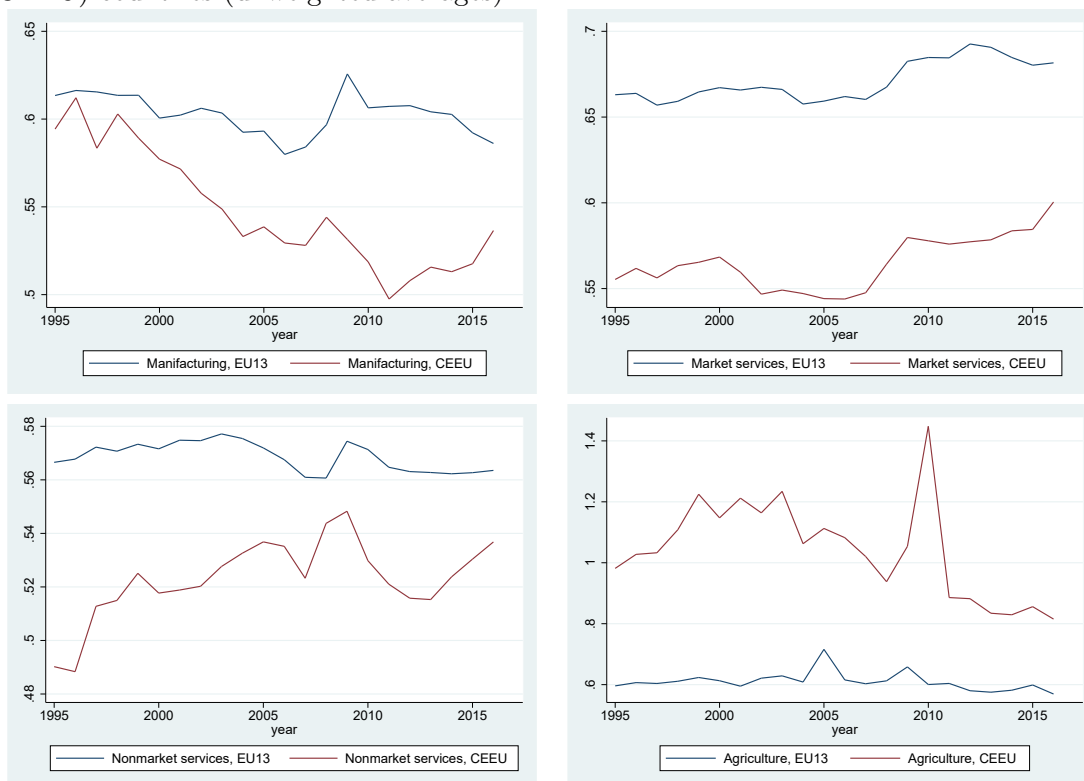 CEEU) countries (unweighted averages)
.65
.6
.55
.5
1995 2000 2005 2010 2015
year
Manifacturing, EU13 Manifacturing, CEEU
.7
.65
.6
.55
1995 2000 2005 2010 2015
year
Market services, EU13 Market services, CEEU
.58
.56
.54
.52
.5
.48
1995 2000 2005 2010 2015
year
Nonmarket services, EU13 Nonmarket services, CEEU
1.4
1.2
1
.8
.6
1995 2000 2005 2010 2015
year
Agriculture, EU13 Agriculture, CEEU